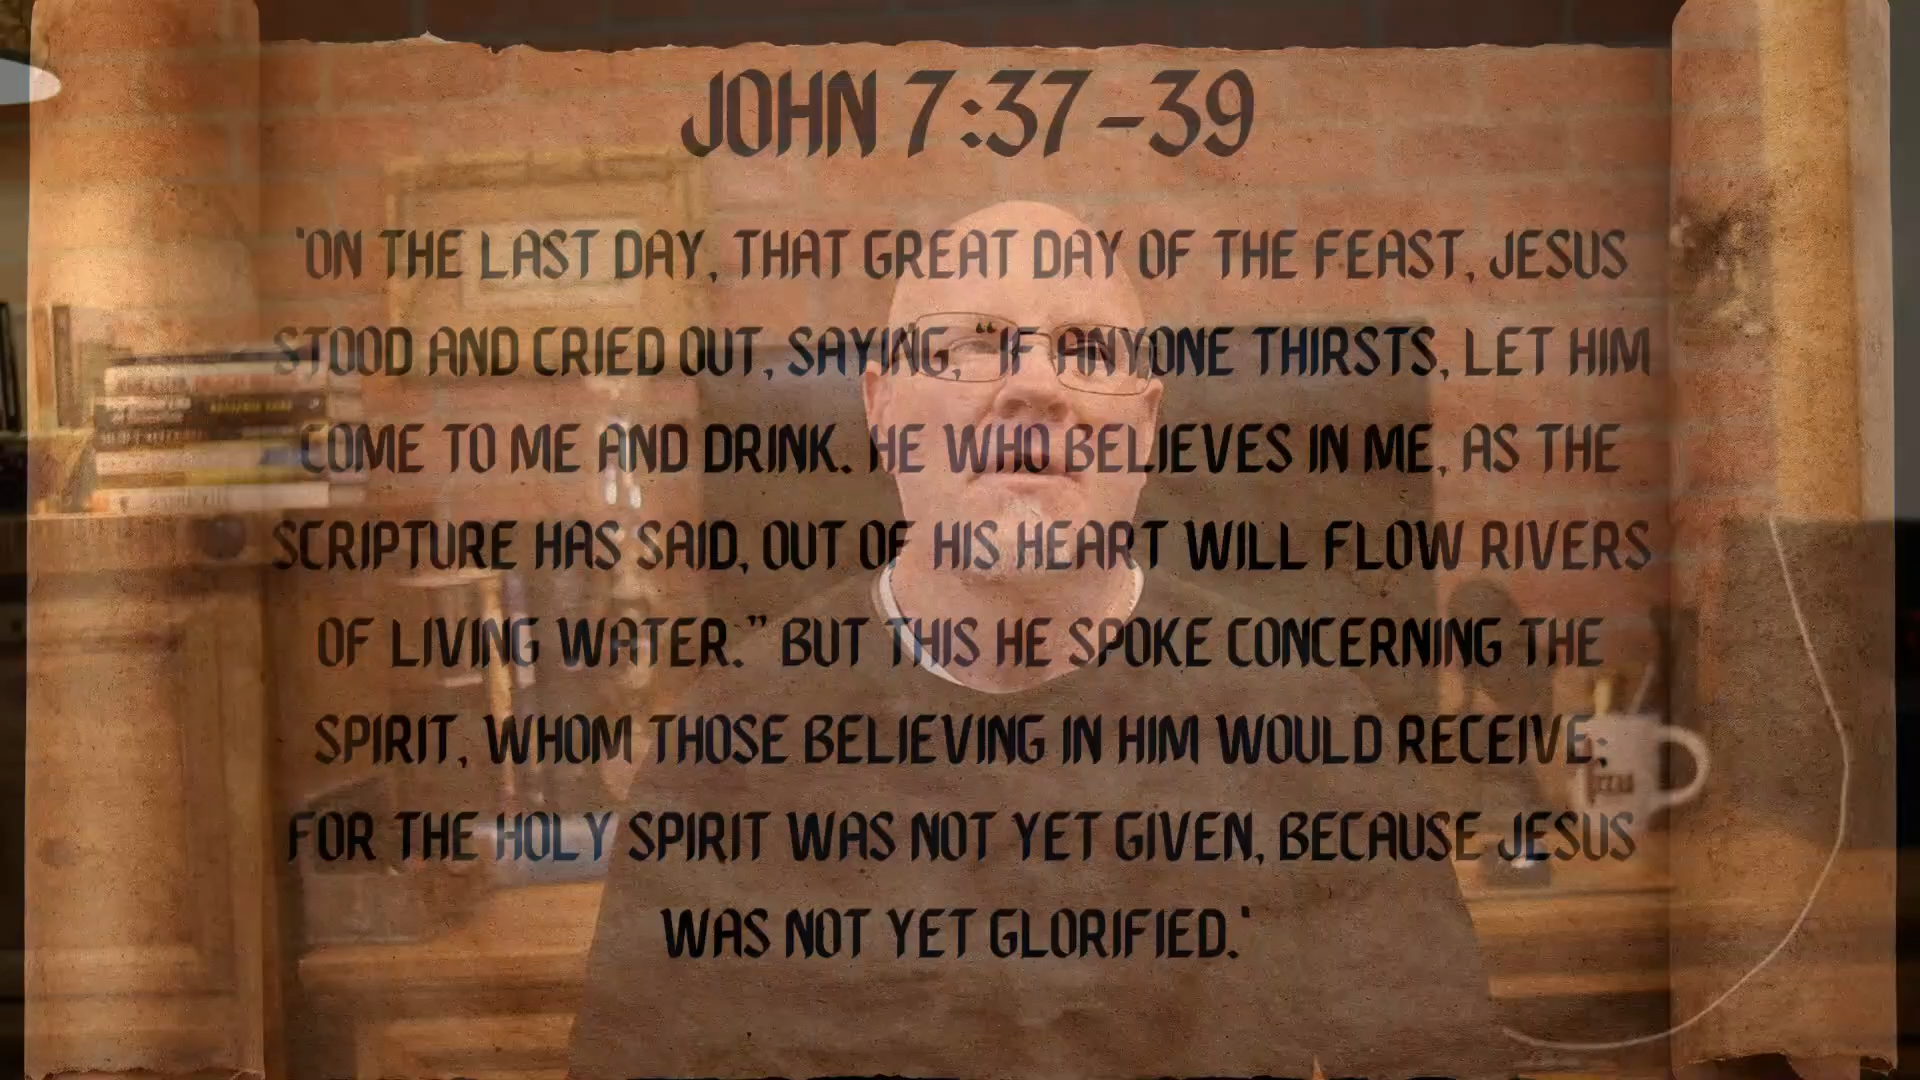 JOHN 7:37-39
'ON THE LAST DAY, THAT GREAT DAY OF THE FEAST, JESUS
STOOD AND CRIED OUT, SAYING, “IF ANYONE THIRSTS, LET HIM
COME TO ME AND DRINK. HE WHO BELIEVES IN ME, AS THE
SCRIPTURE HAS SAID, OUT OF HIS HEART WILL FLOW RIVERS
OF LIVING WATER.” BUT THIS HE SPOKE CONCERNING THE
SPIRIT, WHOM THOSE BELIEVING IN HIM WOULD RECEIVE;
FOR THE HOLY SPIRIT WAS NOT YET GIVEN, BECAUSE JESUS
WAS NOT YET GLORIFIED.'